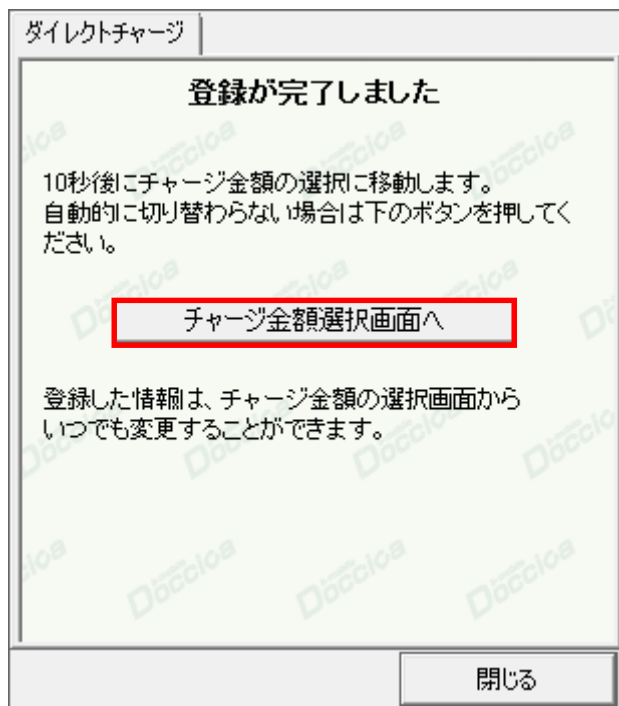 ダイレクトチャージ
登録が完了しました
10秒後にチャージ金額の選択に移動します。
自動的に切り替わらない場合は下のボタンを押してく
ださい。
チャージ金額選択画面へ
登録した情報は、チャージ金額の選択画面から
いつでも変更することができます。
閉じる